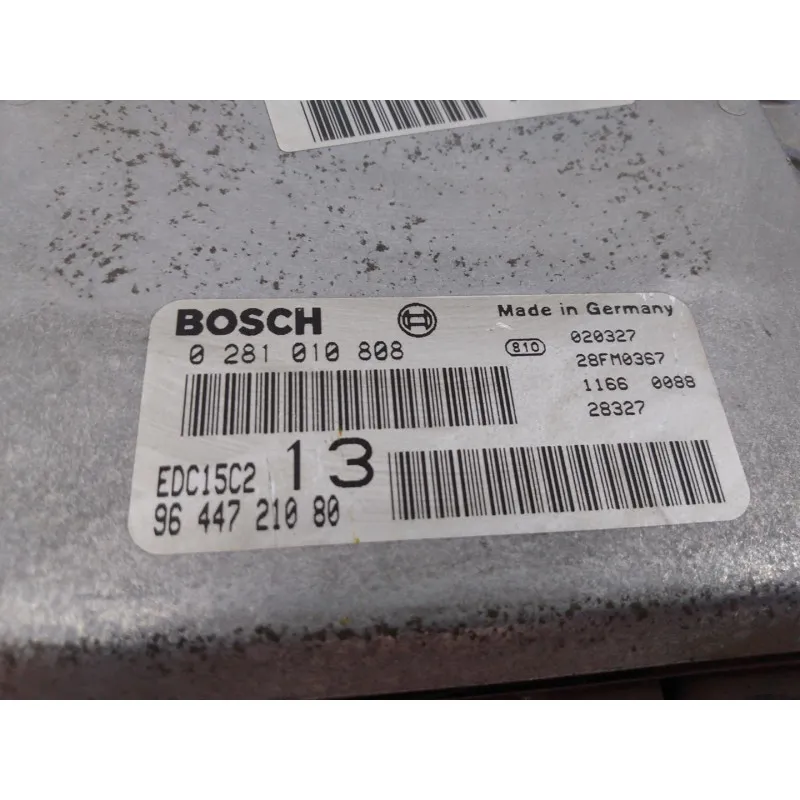 BOSCH
Made in Germany
0 281 010 808
810
020327
28FM0367
1166 0088
28327
EDC15C2
13
96 447 210 80